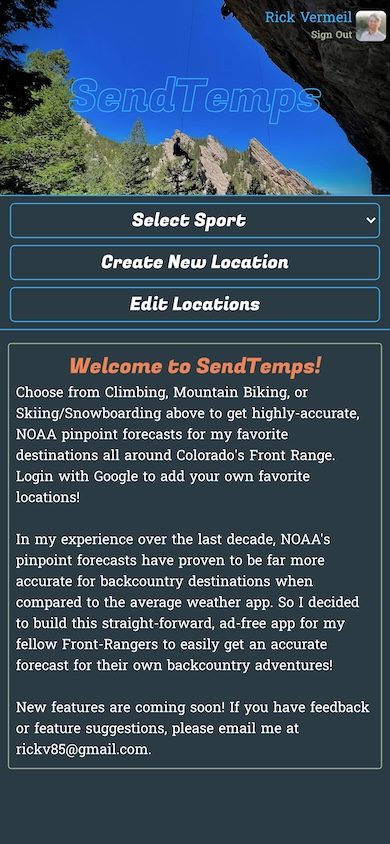 Rick Vermeil
Sign Out
SendTemps
Select Sport
Create New Location
Edit Locations
Welcome to SendTemps!
Choose from Climbing, Mountain Biking, or
Skiing/Snowboarding above to get highly-accurate,
NOAA pinpoint forecasts for my favorite
destinations all around Colorado's Front Range.
Login with Google to add your own favorite
locations!
In my experience over the last decade, NOAA's
pinpoint forecasts have proven to be far more
accurate for backcountry destinations when
compared to the average weather app. So I decided
to build this straight-forward, ad-free app for my
fellow Front-Rangers to easily get an accurate
forecast for their own backcountry adventures!
New features are coming soon! If you have feedback
or feature suggestions, please email me at
rickv85@gmail.com.